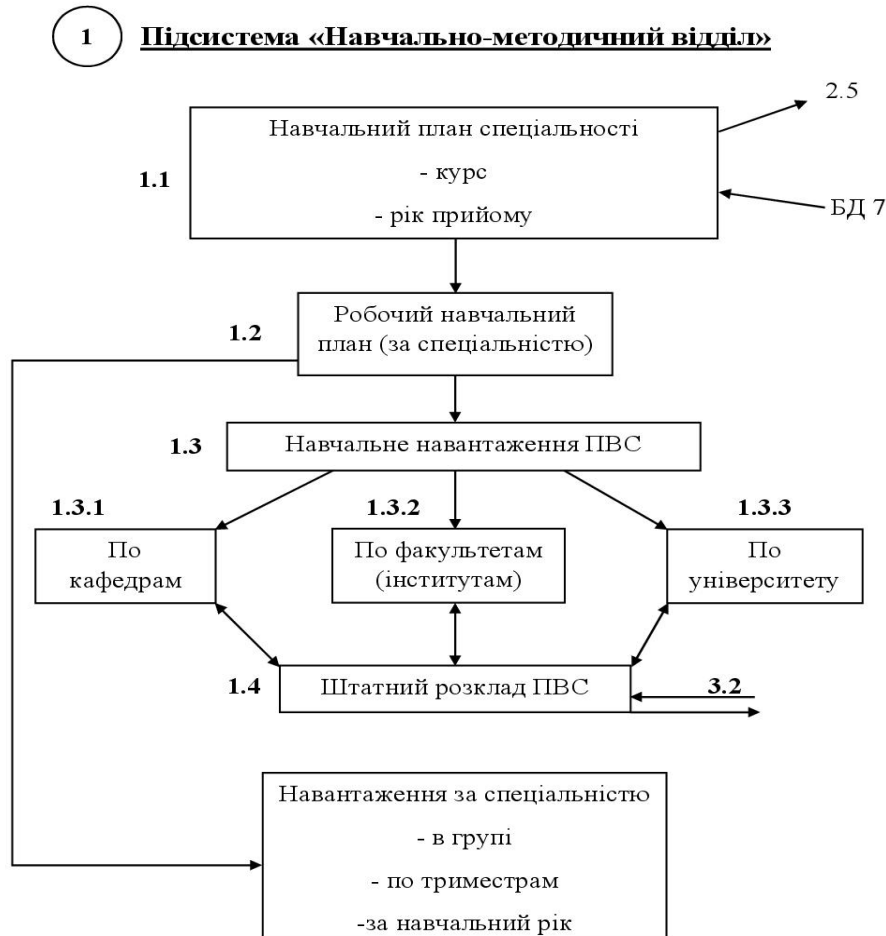 1 Підсистема «Навчально-методичний відділ»
2.5
Навчальний план спеціальності
1.1
- курс
БД 7
- рік прийому
Робочий навчальний
1.2
план (за спеціальністю)
1.3 Навчальне навантаження ПВС
1.3.1 1.3.2 1.3.3
По По факультетам По
кафедрам (інститутам) університету
1.4 Штатний розклад ПВС 3.2
Навантаження за спеціальністю
- в групі
- по триместрам
-за навчальний рік